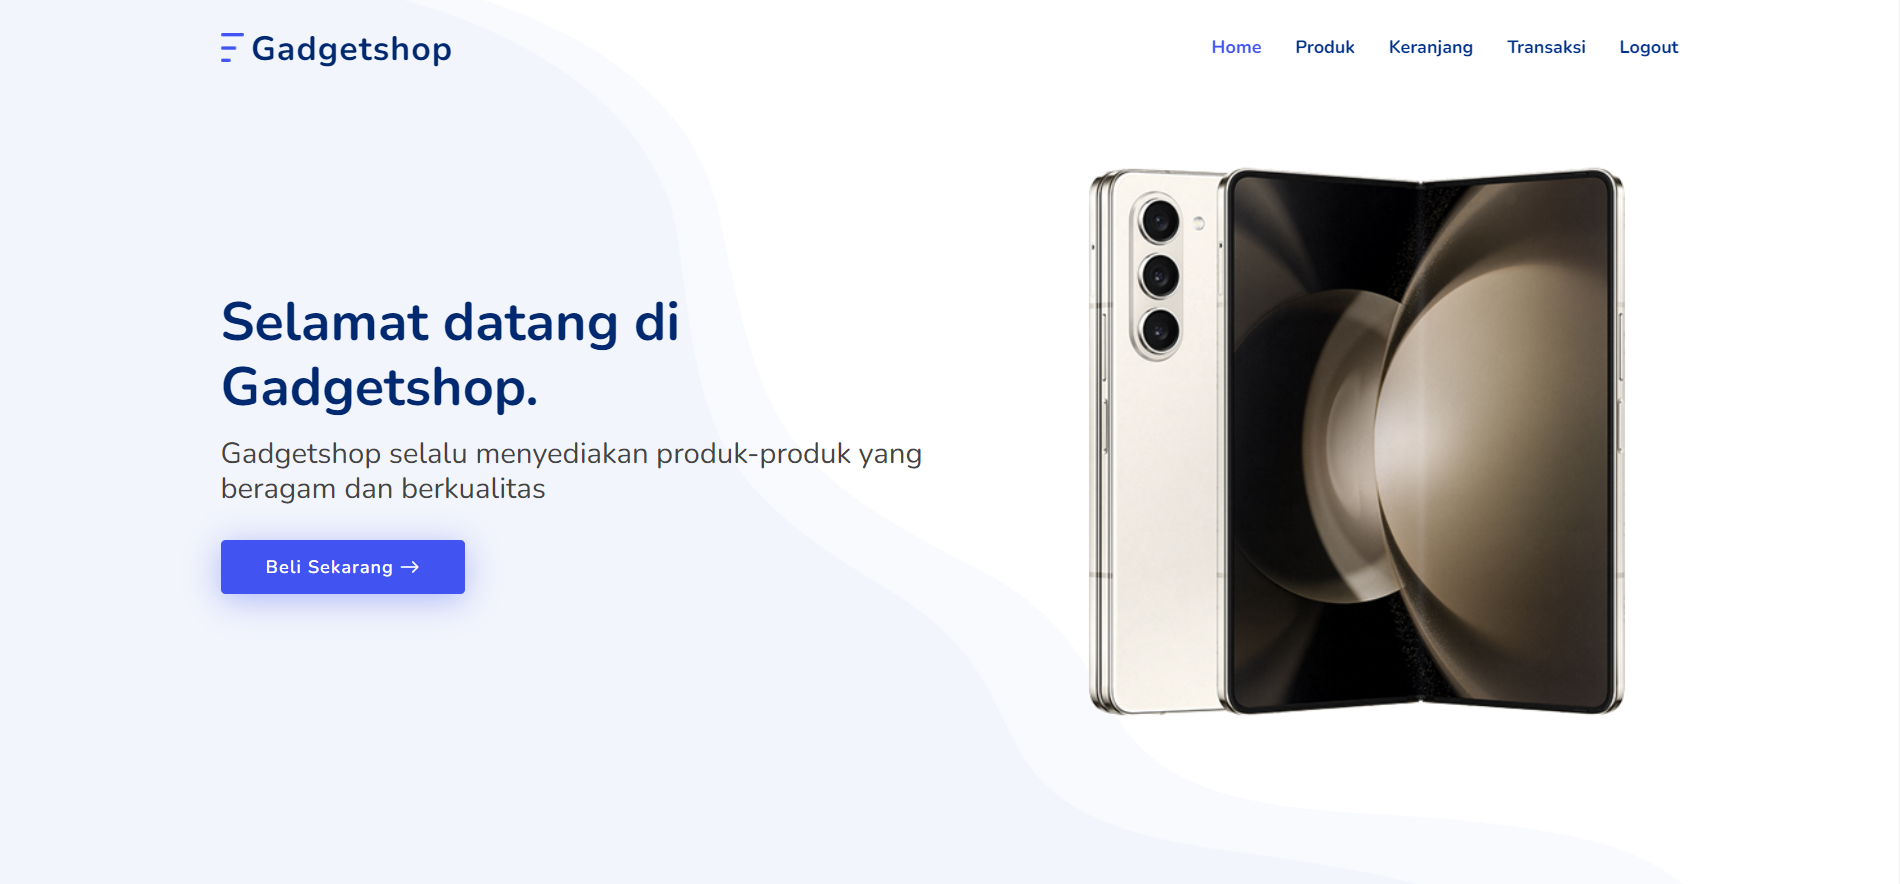 Gadgetshop
Home Produk Keranjang Transaksi Logout
Selamat datang di
Gadgetshop.
Gadgetshop selalu menyediakan produk-produk yang
beragam dan berkualitas
Beli Sekarang →